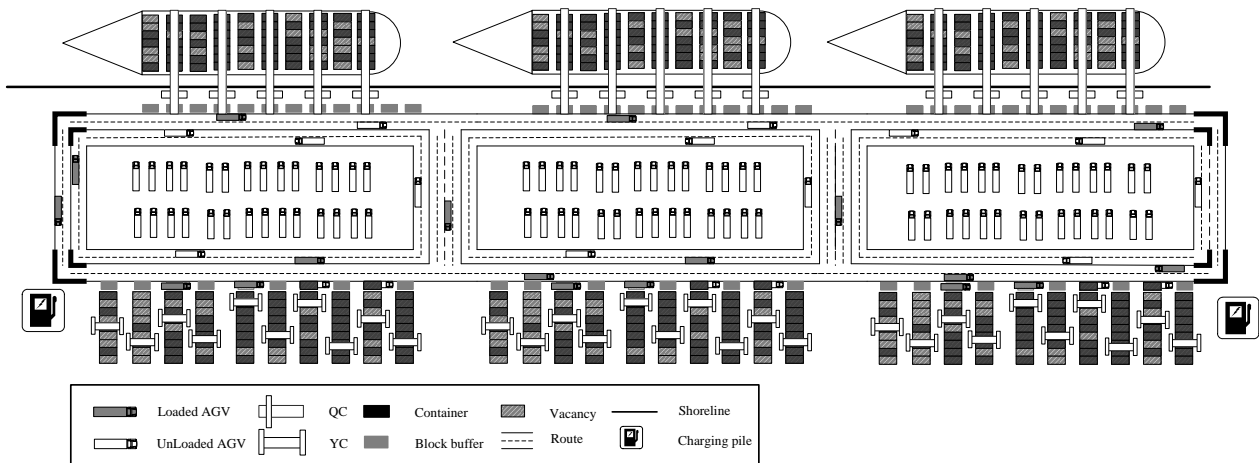 Loaded AGV QC Container Vacancy Shoreline
UnLoaded AGV YC Block buffer Route Charging pile